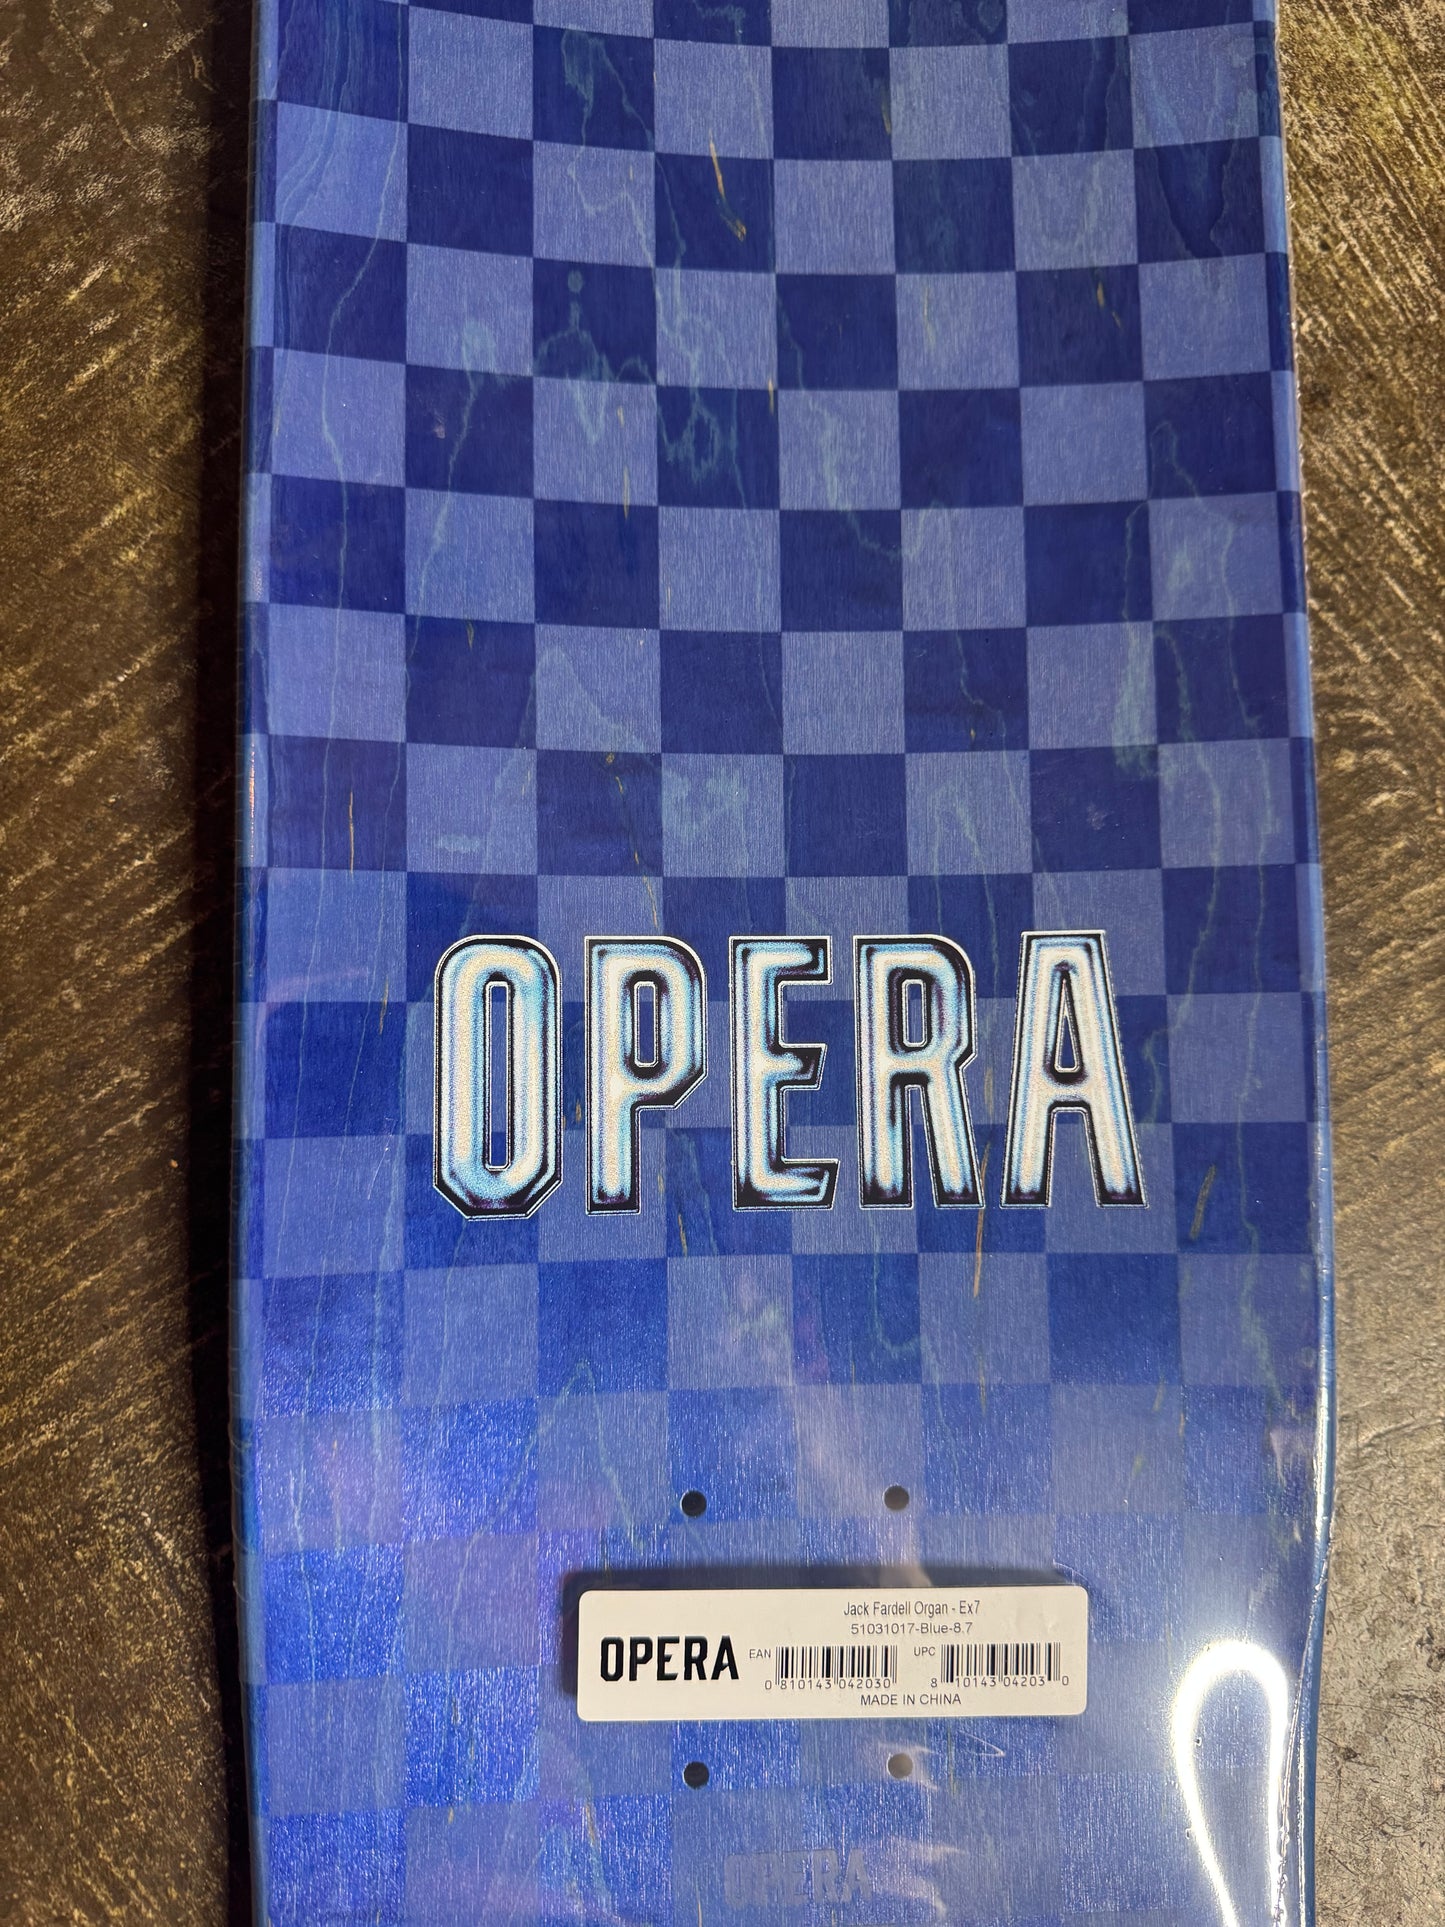 OPERA
Jack Fardell Organ - Ex7
51031017-Blue-8.7
OPERA
EAN
0 810143 042030
UPC
8 10143 04203 0
MADE IN CHINA
OPERA